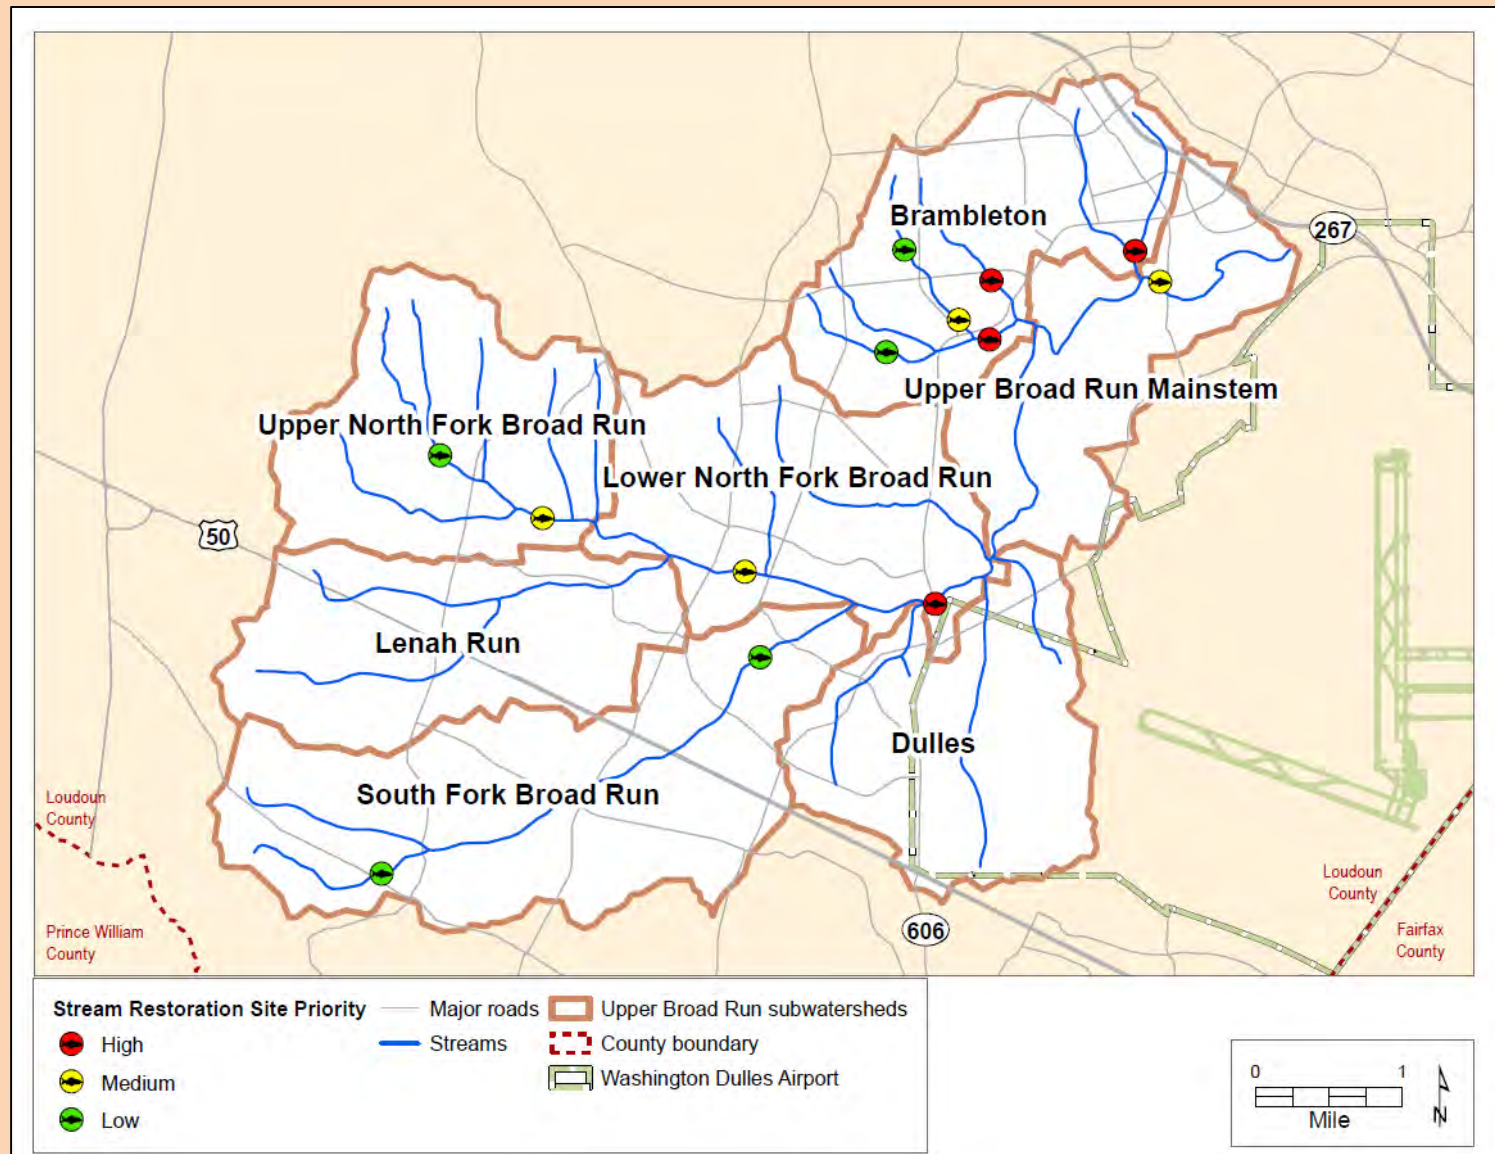 267
Brambleton
Upper Broad Run Mainstem
Upper North Fork Broad Run
Lower North Fork Broad Run
50
Lenah Run
Dulles
South Fork Broad Run
Loudoun
County
Prince William
County
606
Loudoun
County
Fairfax
County
Stream Restoration Site Priority
High
Medium
Low
Major roads
Streams
Upper Broad Run subwatersheds
County boundary
Washington Dulles Airport
0 1
Mile
N